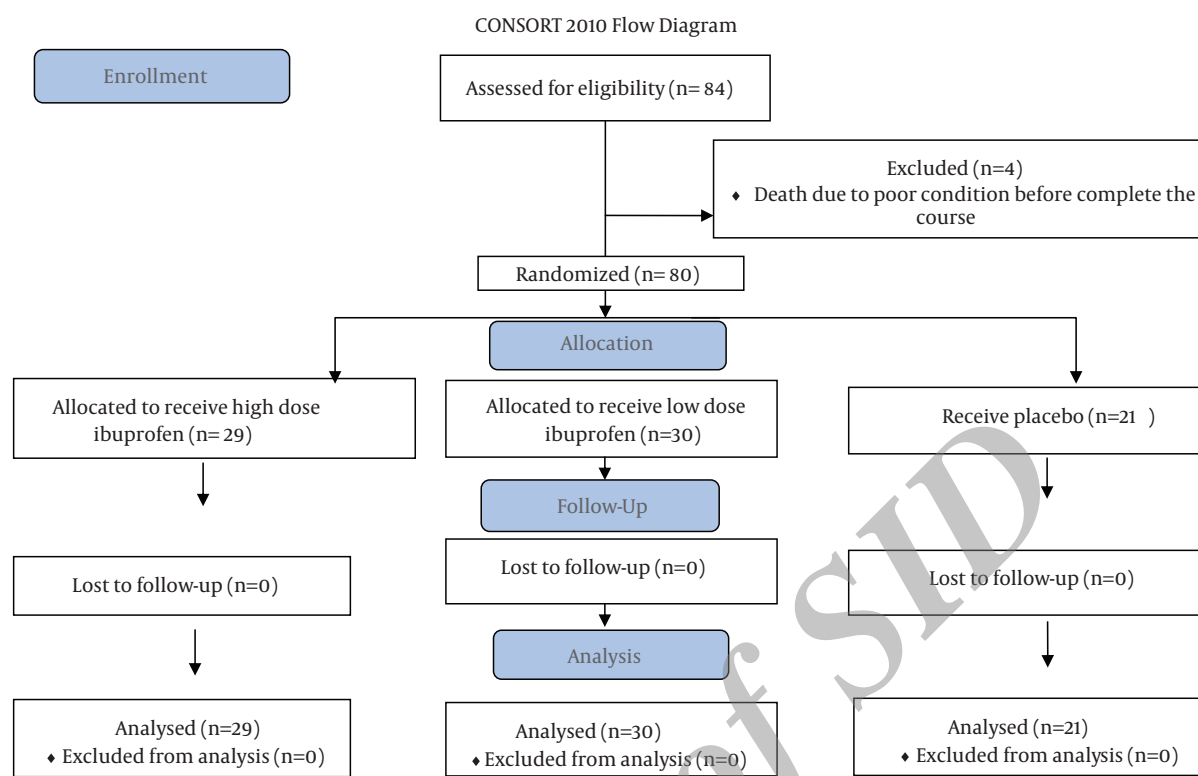 CONSORT 2010 Flow Diagram
Enrollment
Assessed for eligibility (n= 84)
Excluded (n=4)
♦ Death due to poor condition before complete the
course
Randomized (n= 80)
Allocation
Allocated to receive high dose
ibuprofen (n= 29)
Allocated to receive low dose
ibuprofen (n=30)
Receive placebo (n=21 )
Follow-Up
Lost to follow-up (n=0)
Lost to follow-up (n=0)
Lost to follow-up (n=0)
Analysis
Analysed (n=29)
♦ Excluded from analysis (n=0)
Analysed (n=30)
♦ Excluded from analysis (n=0)
Analysed (n=21)
♦ Excluded from analysis (n=0)
of SID